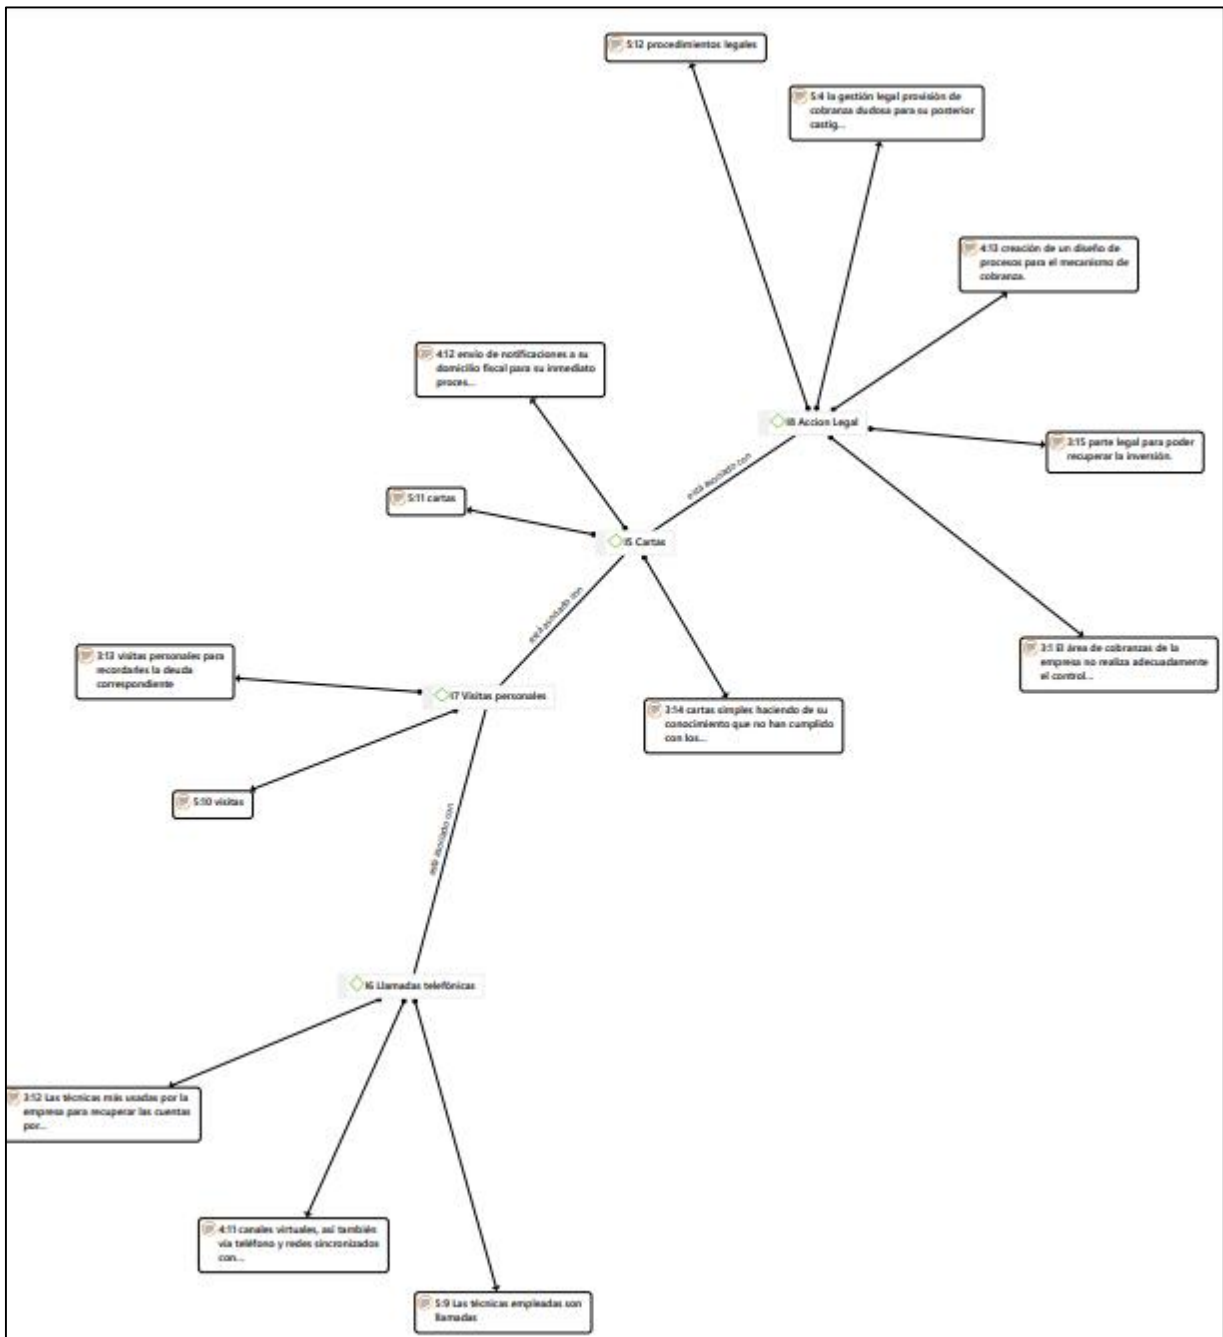 5:12 procedimientos legales
5:4 la gestión legal provisión de
cobranza dudosa para su posterior
castig...
4:13 creación de un diseño de
procesos para el mecanismo de
cobranza.
4:12 envío de notificaciones a su
domicilio fiscal para su inmediato
proces...
I8 Accion Legal
3:15 parte legal para poder
recuperar la inversión.
está asociado con
5:11 cartas
I5 Cartas
está asociado con
3:1 El área de cobranzas de la
empresa no realiza adecuadamente
el control...
3:13 visitas personales para
recordarles la deuda
correspondiente
I7 Visitas personales
3:14 cartas simples haciendo de su
conocimiento que no han cumplido
con los...
5:10 visitas
está asociado con
I6 Llamadas telefónicas
3:12 Las técnicas más usadas por la
empresa para recuperar las cuentas
por...
4:11 canales virtuales, así también
vía teléfono y redes sincronizados
con...
5:9 Las técnicas empleadas son
llamadas